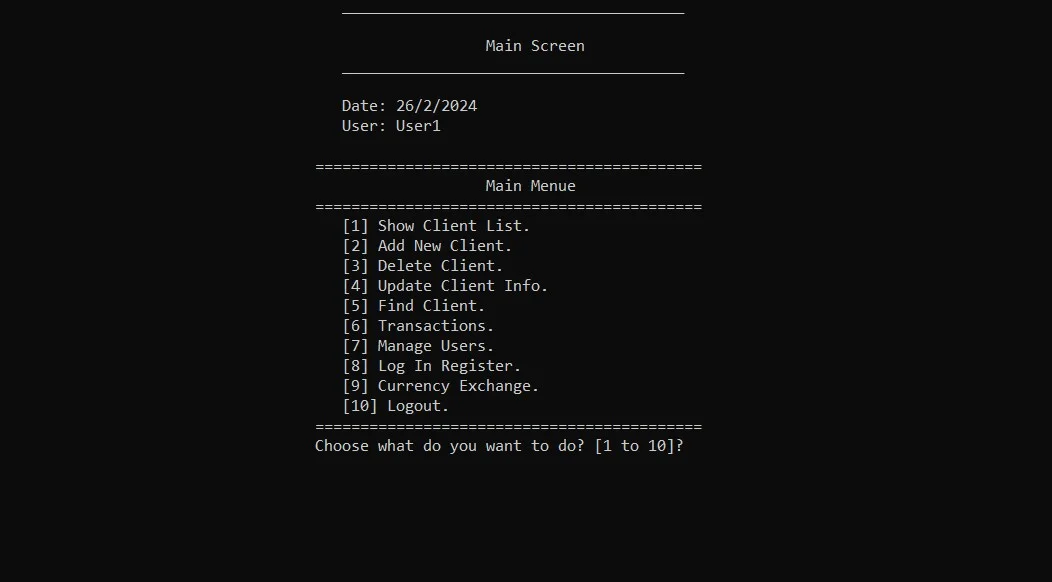 Main Screen
Date: 26/2/2024
User: User1
===========================================
Main Menue
===========================================
[1] Show Client List.
[2] Add New Client.
[3] Delete Client.
[4] Update Client Info.
[5] Find Client.
[6] Transactions.
[7] Manage Users.
[8] Log In Register.
[9] Currency Exchange.
[10] Logout.
===========================================
Choose what do you want to do? [1 to 10]?